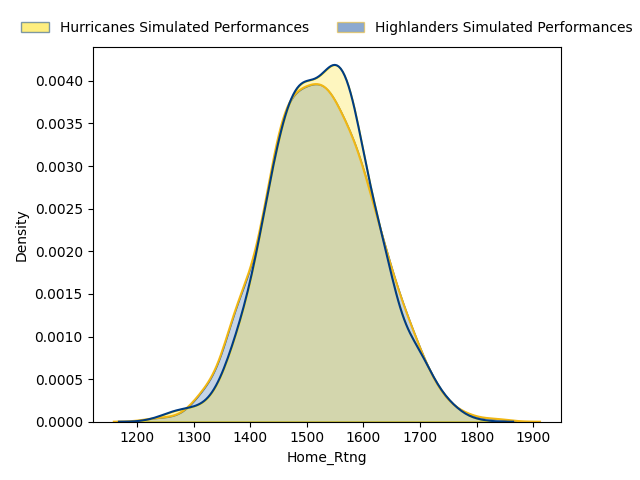 Hurricanes Simulated Performances Highlanders Simulated Performances
0.0040
0.0035
0.0030
0.0025
0.0020
0.0015
0.0010
0.0005
0.0000
Density
1200 1300 1400 1500 1600 1700 1800 1900
Home_Rtng